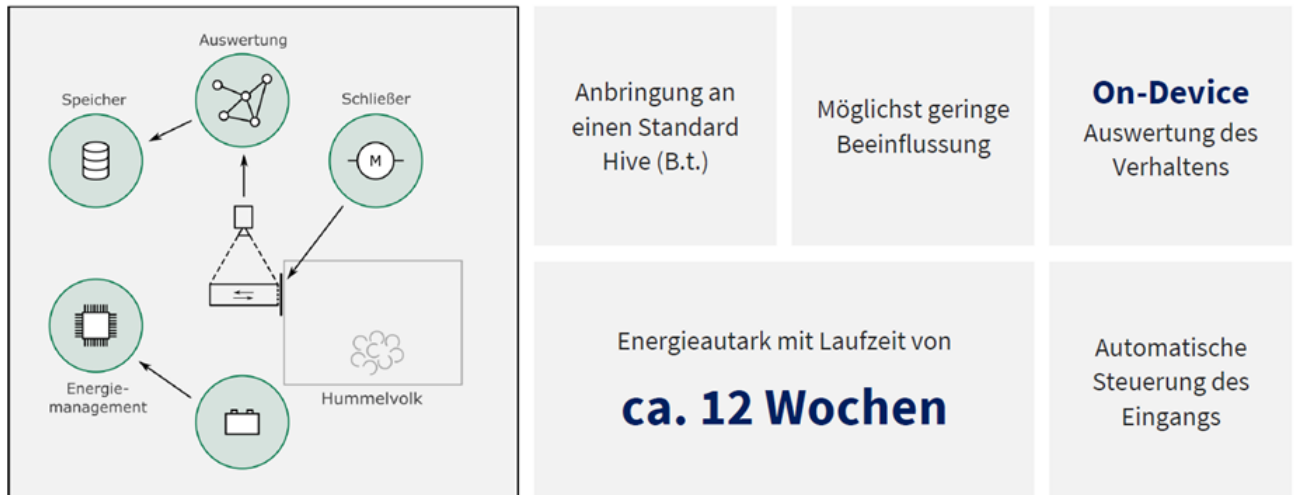 Auswertung
Speicher
Schließer
M
Energie-
management
Hummelvolk
Anbringung an
einen Standard
Hive (B.t.)
Möglichst geringe
Beeinflussung
On-Device
Auswertung des
Verhaltens
Energieautark mit Laufzeit von
ca. 12 Wochen
Automatische
Steuerung des
Eingangs